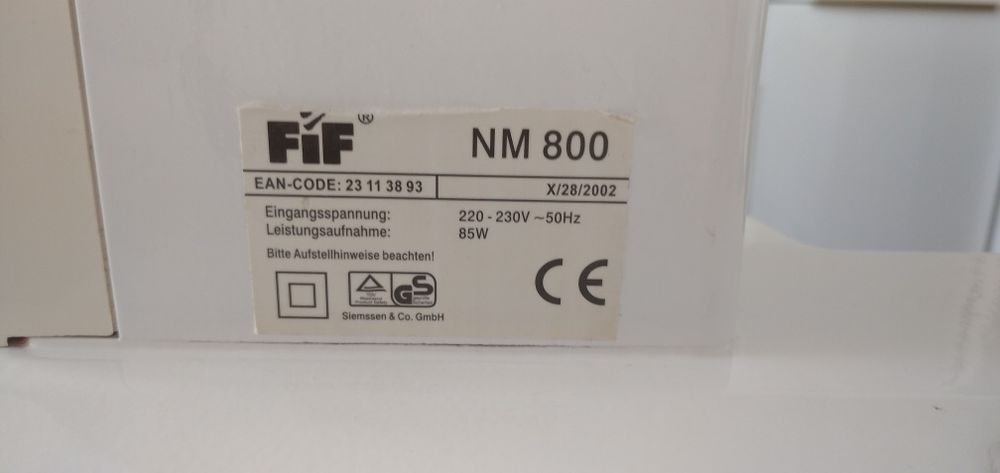 FiF®
NM 800
EAN-CODE: 23 11 38 93
X/28/2002
Eingangsspannung: 220 - 230V ~50Hz
Leistungsaufnahme: 85W
Bitte Aufstellhinweise beachten!
CE
GS
Siemssen & Co. GmbH